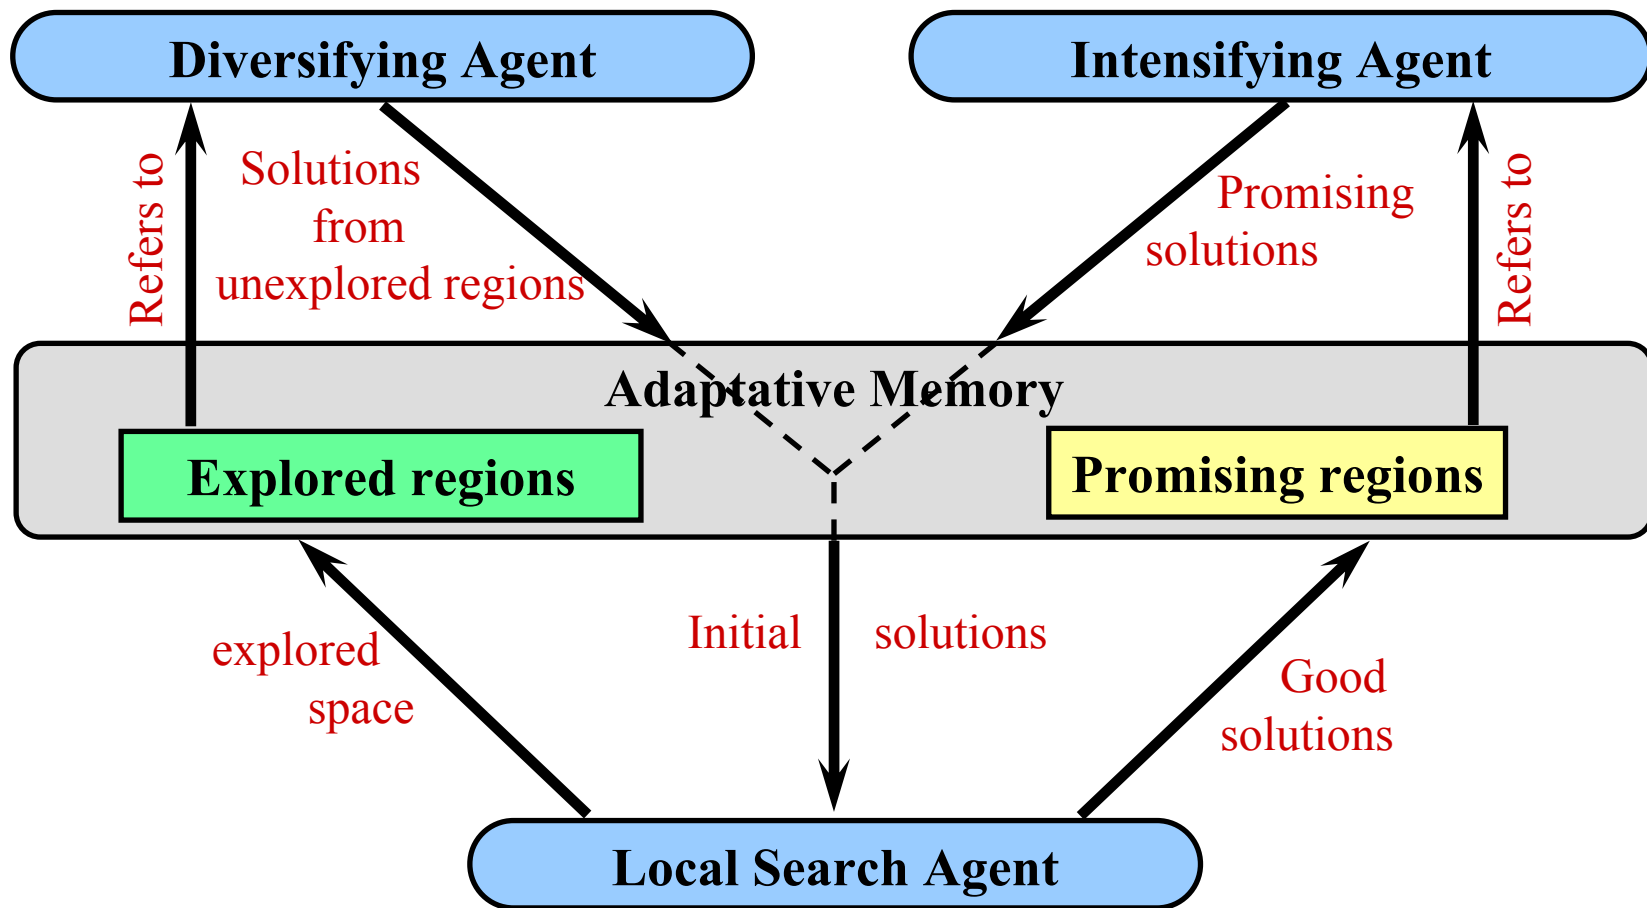 Diversifying Agent
Intensifying Agent
Refers to
Solutions
from
unexplored regions
Promising
solutions
Refers to
Adaptative Memory
Explored regions
Promising regions
explored
space
Initial solutions
Good
solutions
Local Search Agent